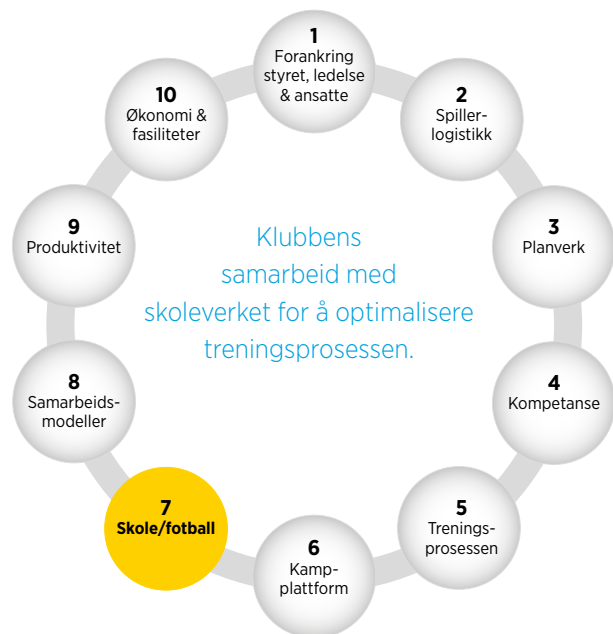 1
Forankring
styret, ledelse
& ansatte
2
Spiller-
logistikk
3
Planverk
4
Kompetanse
5
Trenings-
prosessen
6
Kamp-
plattform
7
Skole/fotball
8
Samarbeids-
modeller
9
Produktivitet
10
Økonomi &
fasiliteter
Klubbens
samarbeid med
skoleverket for å optimalisere
treningsprosessen.